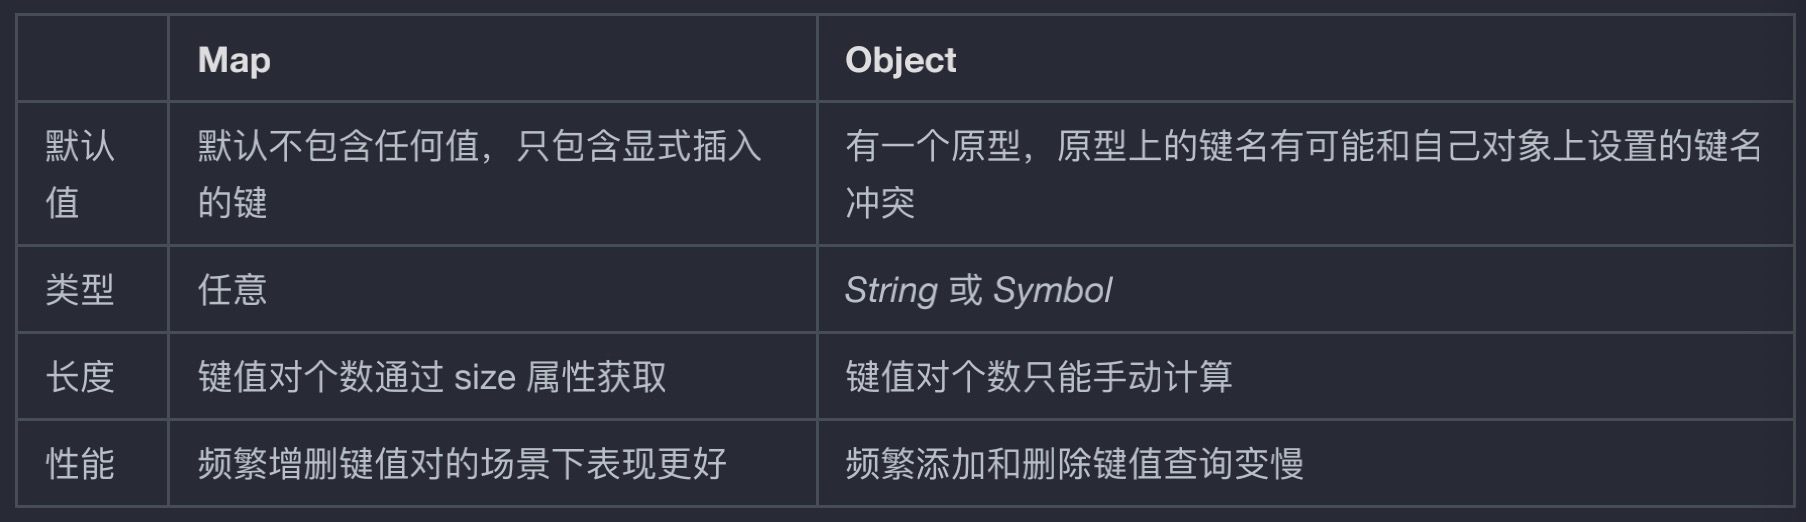 Map Object
默认 默认不包含任何值，只包含显式插入 有一个原型，原型上的键名有可能和自己对象上设置的键名
值 的键 冲突
类型 任意 String 或 Symbol
长度 键值对个数通过 size 属性获取 键值对个数只能手动计算
性能 频繁增删键值对的场景下表现更好 频繁添加和删除键值查询变慢